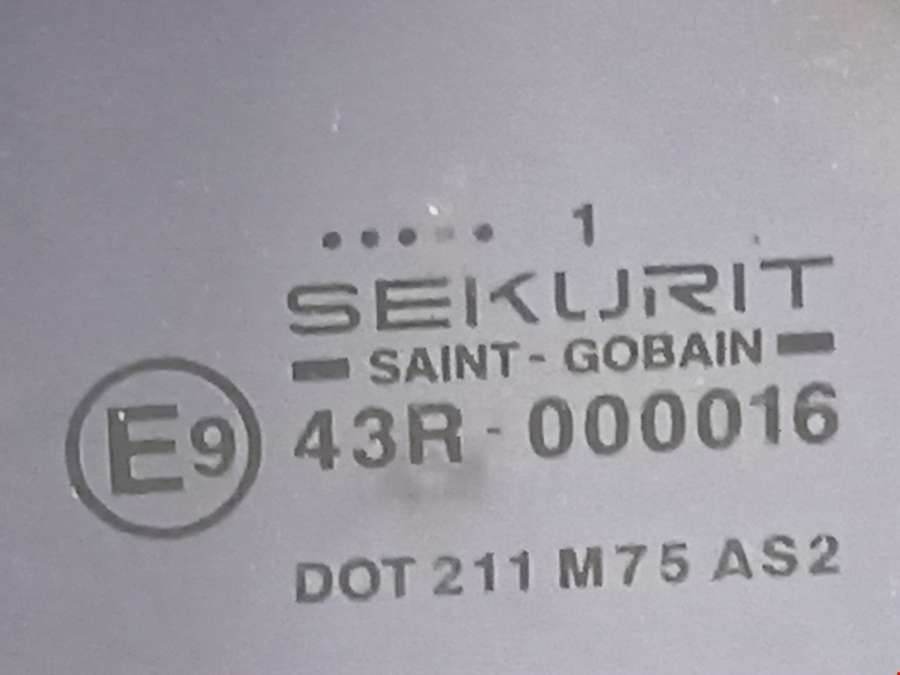 ..... 1
SEKURIT
SAINT-GOBAIN
E9 43R-000016
DOT 211 M75 AS2